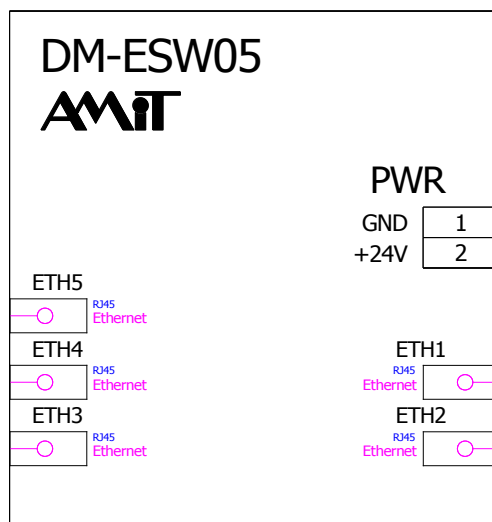 DM-ESW05
AMiT
PWR
GND 1
+24V 2
ETH5
RJ45
Ethernet
ETH4
RJ45
Ethernet
ETH3
RJ45
Ethernet
ETH1
RJ45
Ethernet
ETH2
RJ45
Ethernet